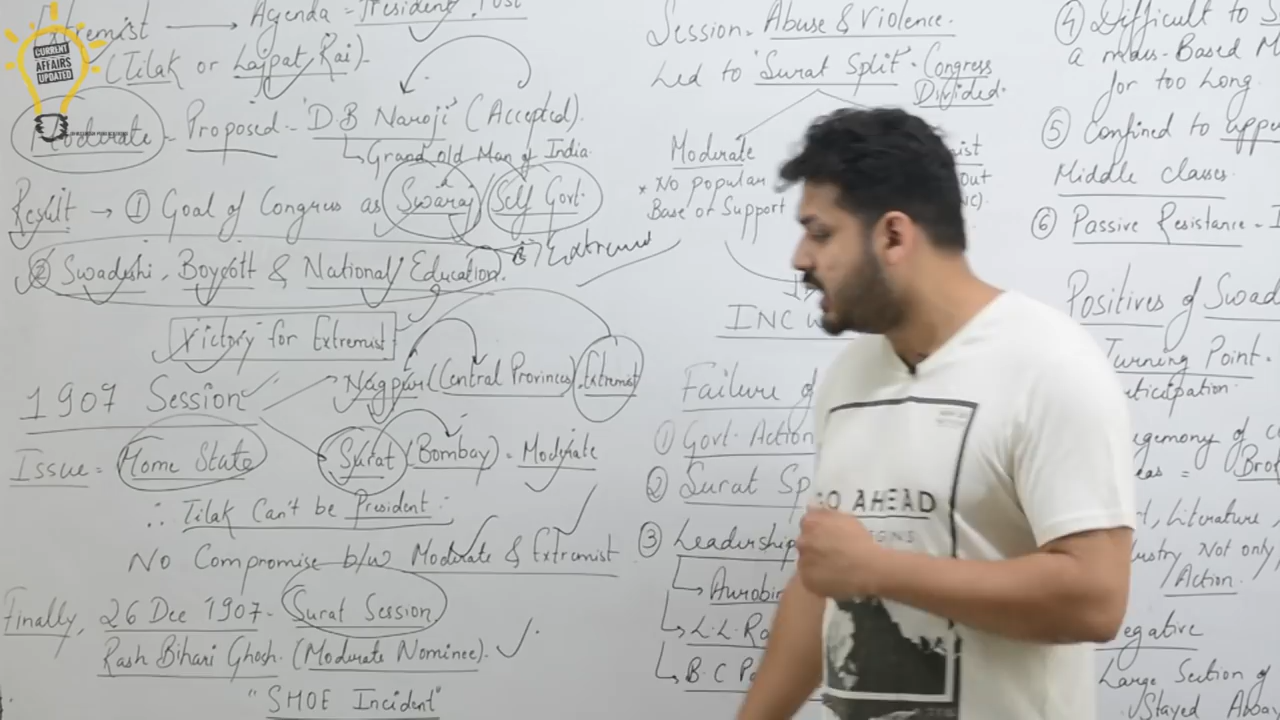 Extremist → Agenda = President Post
(Tilak or Lajpat Rai)
Moderate - Proposed - 'D B Naroji' (Accepted).
Grand old Man of India
Result → ① Goal of Congress as Swaraj / Self Govt.
② Swadeshi, Boycott & National Education. Extremist
Victory for Extremist
1907 Session Nagpur (Central Provinces) Extremist
Issue = Home State Surat (Bombay) = Moderate
∴ Tilak Can't be President.
No Compromise b/w Moderate & Extremist
Finally, 26 Dec 1907 - Surat Session
Rash Bihari Ghosh. (Moderate Nominee).
"SHOE Incident"
Session. Abuse & Violence.
Led to 'Surat Split'. Congress
Divided.
Moderate
* No popular
Base of Support
INC
Failure of
① Govt. Action
② Surat
③ Leadership
L.L.
B.C
④ Difficult to
a mass-Based
for too Long.
⑤ Confined to upper
Middle classes.
⑥ Passive Resistance -
Positives of
Turning Point.
Literature,
Not only
Action.
Large Section of
Stayed Away
CURRENT
AFFAIRS
UPDATED
GO AHEAD